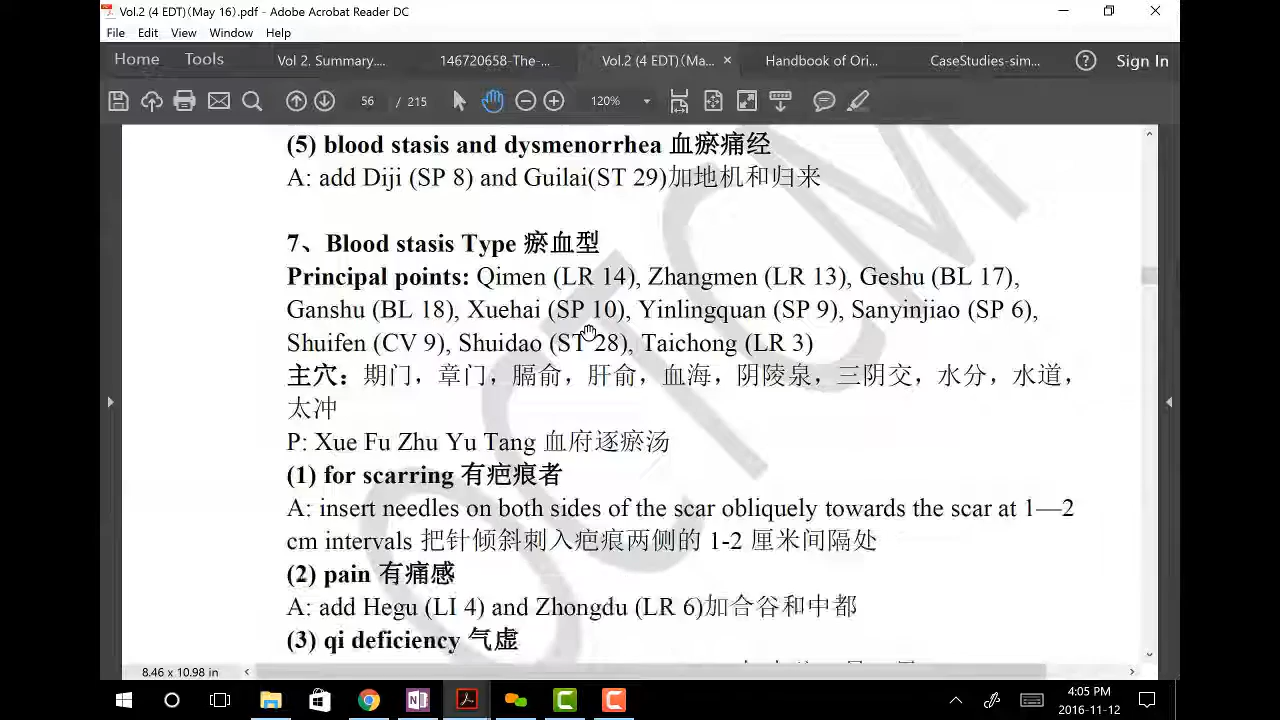 Vol.2 (4 EDT)(May 16).pdf - Adobe Acrobat Reader DC
File Edit View Window Help
Home Tools Vol 2. Summary.... 146720658-The-... Vol.2 (4 EDT)(Ma... × Handbook of Ori... CaseStudies-sim... Sign In
56 / 215 120%
(5) blood stasis and dysmenorrhea 血瘀痛经
A: add Diji (SP 8) and Guilai(ST 29)加地机和归来
7、Blood stasis Type 瘀血型
Principal points: Qimen (LR 14), Zhangmen (LR 13), Geshu (BL 17),
Ganshu (BL 18), Xuehai (SP 10), Yinlingquan (SP 9), Sanyinjiao (SP 6),
Shuifen (CV 9), Shuidao (ST 28), Taichong (LR 3)
主穴：期门，章门，膈俞，肝俞，血海，阴陵泉，三阴交，水分，水道，
太冲
P: Xue Fu Zhu Yu Tang 血府逐瘀汤
(1) for scarring 有疤痕者
A: insert needles on both sides of the scar obliquely towards the scar at 1—2
cm intervals 把针倾斜刺入疤痕两侧的 1-2 厘米间隔处
(2) pain 有痛感
A: add Hegu (LI 4) and Zhongdu (LR 6)加合谷和中都
(3) qi deficiency 气虚
OCTCM
8.46 x 10.98 in
4:05 PM
2016-11-12